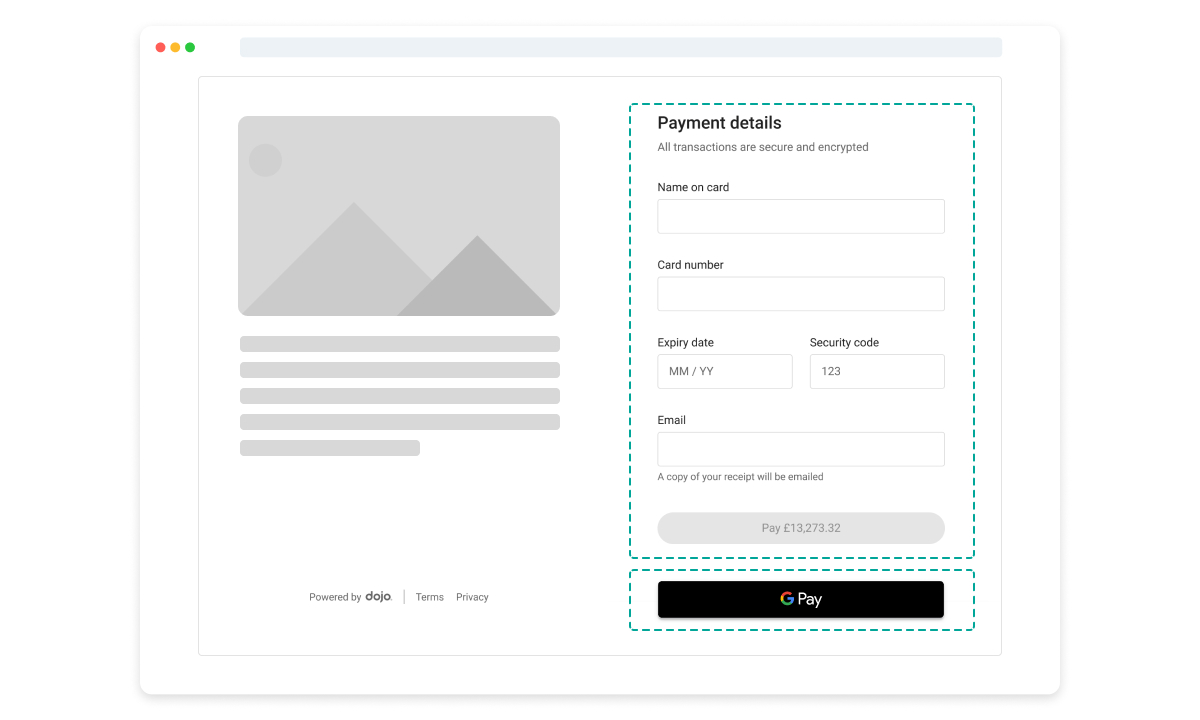 Payment details
All transactions are secure and encrypted
Name on card
Card number
Expiry date
Security code
MM / YY
123
Email
A copy of your receipt will be emailed
Pay £13,273.32
G Pay
Powered by dojo.
Terms
Privacy